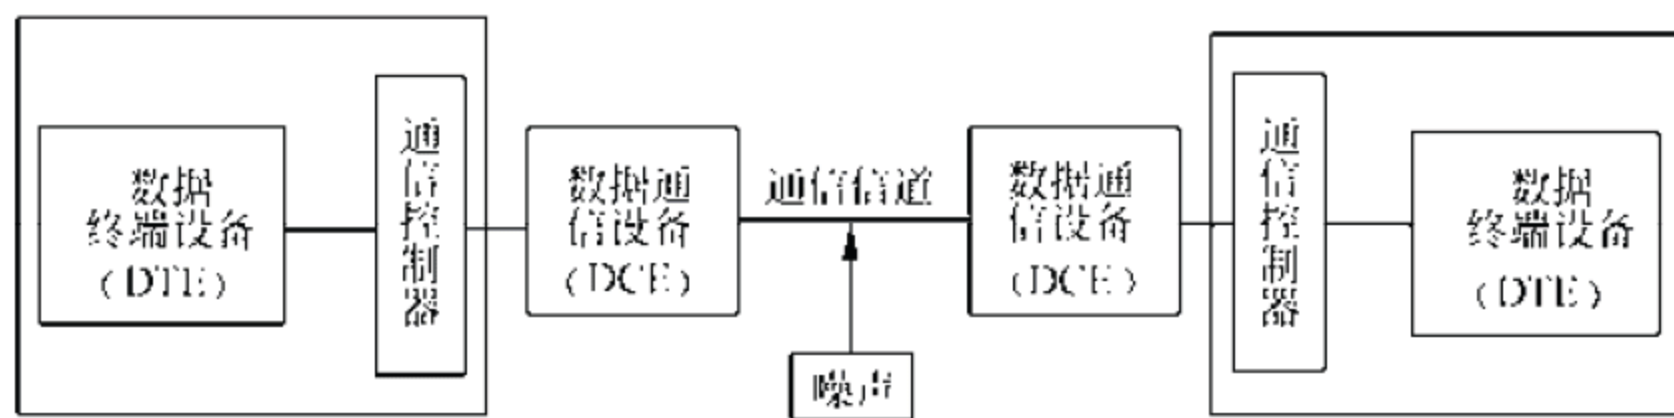 数据
终端设备
(DTE)
通信控制器
数据通
信设备
(DCE)
通信信道
噪声
数据通
信设备
(DCE)
通信控制器
数据
终端设备
(DTE)